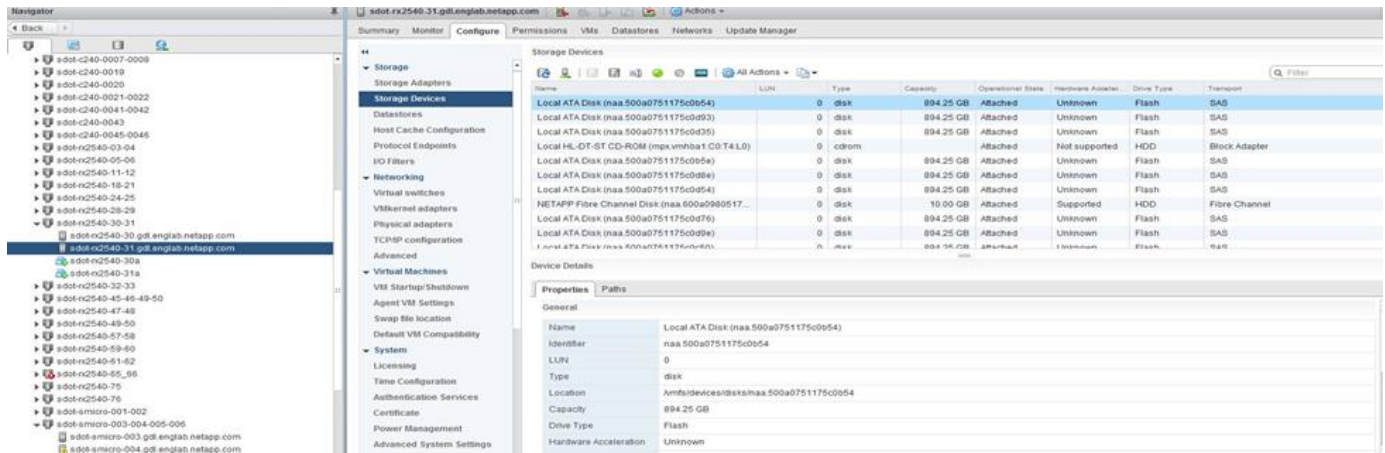 Navigator
Back
sdot-c240-0007-0008
sdot-c240-0019
sdot-c240-0020
sdot-c240-0021-0022
sdot-c240-0041-0042
sdot-c240-0043
sdot-c240-0045-0046
sdot-rx2540-03-04
sdot-rx2540-05-06
sdot-rx2540-11-12
sdot-rx2540-18-21
sdot-rx2540-24-25
sdot-rx2540-28-29
sdot-rx2540-30-31
sdot-rx2540-30.gdl.englab.netapp.com
sdot-rx2540-31.gdl.englab.netapp.com
sdot-rx2540-30a
sdot-rx2540-31a
sdot-rx2540-32-33
sdot-rx2540-45-46-49-50
sdot-rx2540-47-48
sdot-rx2540-49-50
sdot-rx2540-57-58
sdot-rx2540-59-60
sdot-rx2540-61-62
sdot-rx2540-65_66
sdot-rx2540-75
sdot-rx2540-76
sdot-smicro-001-002
sdot-smicro-003-004-005-006
sdot-smicro-003.gdl.englab.netapp.com
sdot-smicro-004.gdl.englab.netapp.com
sdot-rx2540-31.gdl.englab.netapp.com Actions
Summary Monitor Configure Permissions VMs Datastores Networks Update Manager
Storage
Storage Adapters
Storage Devices
Datastores
Host Cache Configuration
Protocol Endpoints
I/O Filters
Networking
Virtual switches
VMkernel adapters
Physical adapters
TCP/IP configuration
Advanced
Virtual Machines
VM Startup/Shutdown
Agent VM Settings
Swap file location
Default VM Compatibility
System
Licensing
Time Configuration
Authentication Services
Certificate
Power Management
Advanced System Settings
Storage Devices
All Actions Filter
Name LUN Type Capacity Operational State Hardware Acceler... Drive Type Transport
Local ATA Disk (naa.500a0751175c0b54) 0 disk 894.25 GB Attached Unknown Flash SAS
Local ATA Disk (naa.500a0751175c0d93) 0 disk 894.25 GB Attached Unknown Flash SAS
Local ATA Disk (naa.500a0751175c0d35) 0 disk 894.25 GB Attached Unknown Flash SAS
Local HL-DT-ST CD-ROM (mpx.vmhba1:C0:T4:L0) 0 cdrom Attached Not supported HDD Block Adapter
Local ATA Disk (naa.500a0751175c0b5e) 0 disk 894.25 GB Attached Unknown Flash SAS
Local ATA Disk (naa.500a0751175c0d8e) 0 disk 894.25 GB Attached Unknown Flash SAS
Local ATA Disk (naa.500a0751175c0d54) 0 disk 894.25 GB Attached Unknown Flash SAS
NETAPP Fibre Channel Disk (naa.600a0980517... 0 disk 10.00 GB Attached Supported HDD Fibre Channel
Local ATA Disk (naa.500a0751175c0d76) 0 disk 894.25 GB Attached Unknown Flash SAS
Local ATA Disk (naa.500a0751175c0d9e) 0 disk 894.25 GB Attached Unknown Flash SAS
Local ATA Disk 0 disk 894.25 GB Attached Unknown Flash SAS
Device Details
Properties Paths
General
Name Local ATA Disk (naa.500a0751175c0b54)
Identifier naa.500a0751175c0b54
LUN 0
Type disk
Location /vmfs/devices/disks/naa.500a0751175c0b54
Capacity 894.25 GB
Drive Type Flash
Hardware Acceleration Unknown